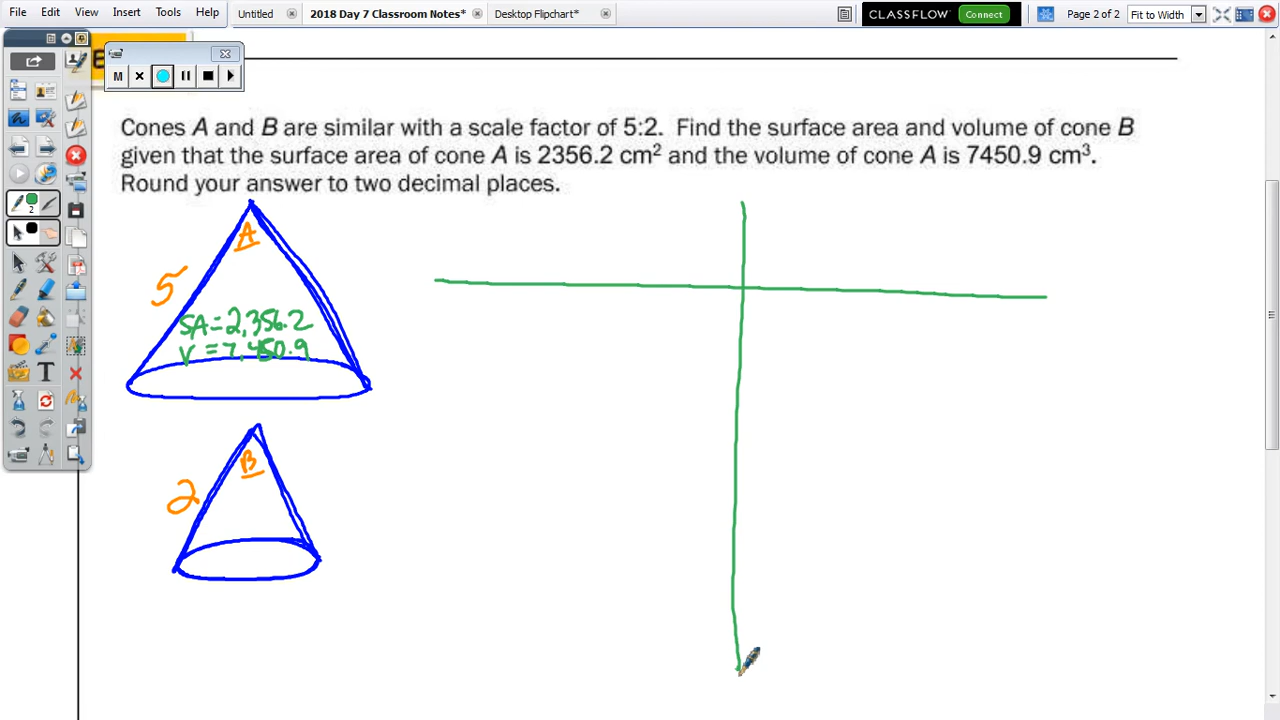 File Edit View Insert Tools Help
Untitled
2018 Day 7 Classroom Notes*
Desktop Flipchart*
CLASSFLOW Connect
Page 2 of 2
Fit to Width
M
2
T
Cones A and B are similar with a scale factor of 5:2. Find the surface area and volume of cone B
given that the surface area of cone A is 2356.2 cm² and the volume of cone A is 7450.9 cm³.
Round your answer to two decimal places.
A
5
SA=2,356.2
V=7,450.9
B
2